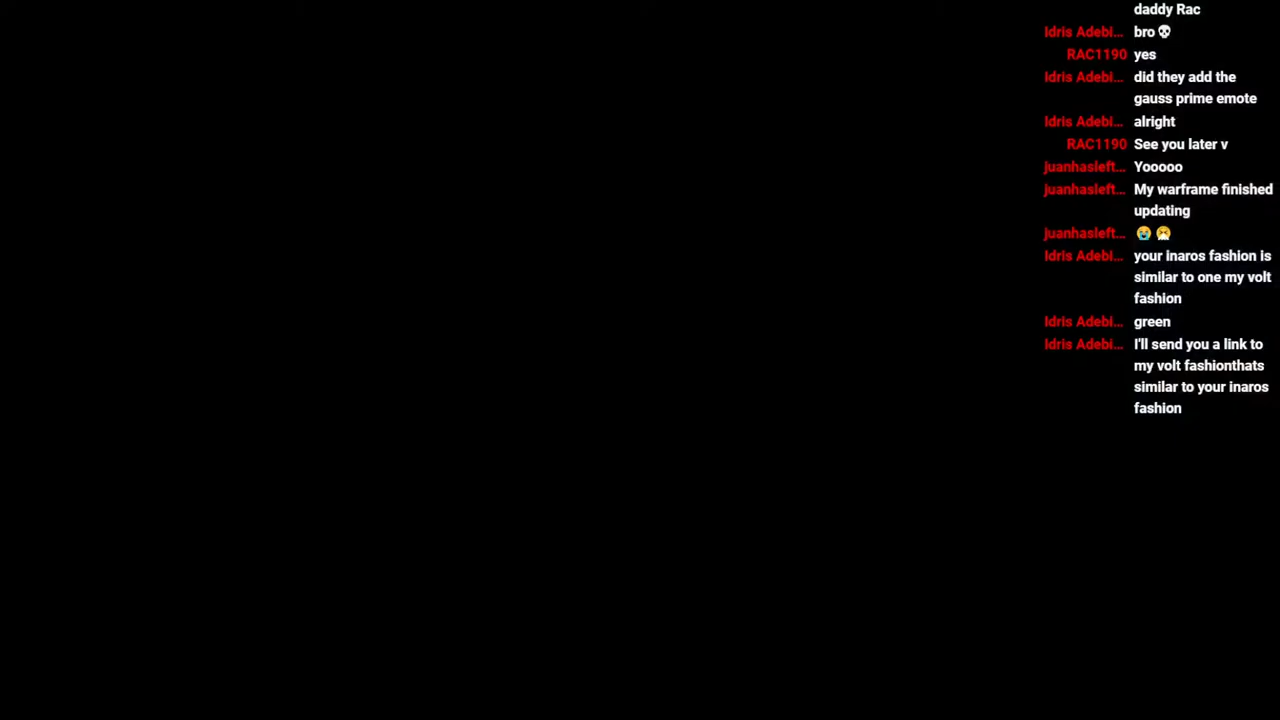 daddy Rac
Idris Adebi... bro💀
RAC1190 yes
Idris Adebi... did they add the
gauss prime emote
Idris Adebi... alright
RAC1190 See you later v
juanhasleft... Yooooo
juanhasleft... My warframe finished
updating
juanhasleft... 😭😤
Idris Adebi... your inaros fashion is
similar to one my volt
fashion
Idris Adebi... green
Idris Adebi... I'll send you a link to
my volt fashionthats
similar to your inaros
fashion